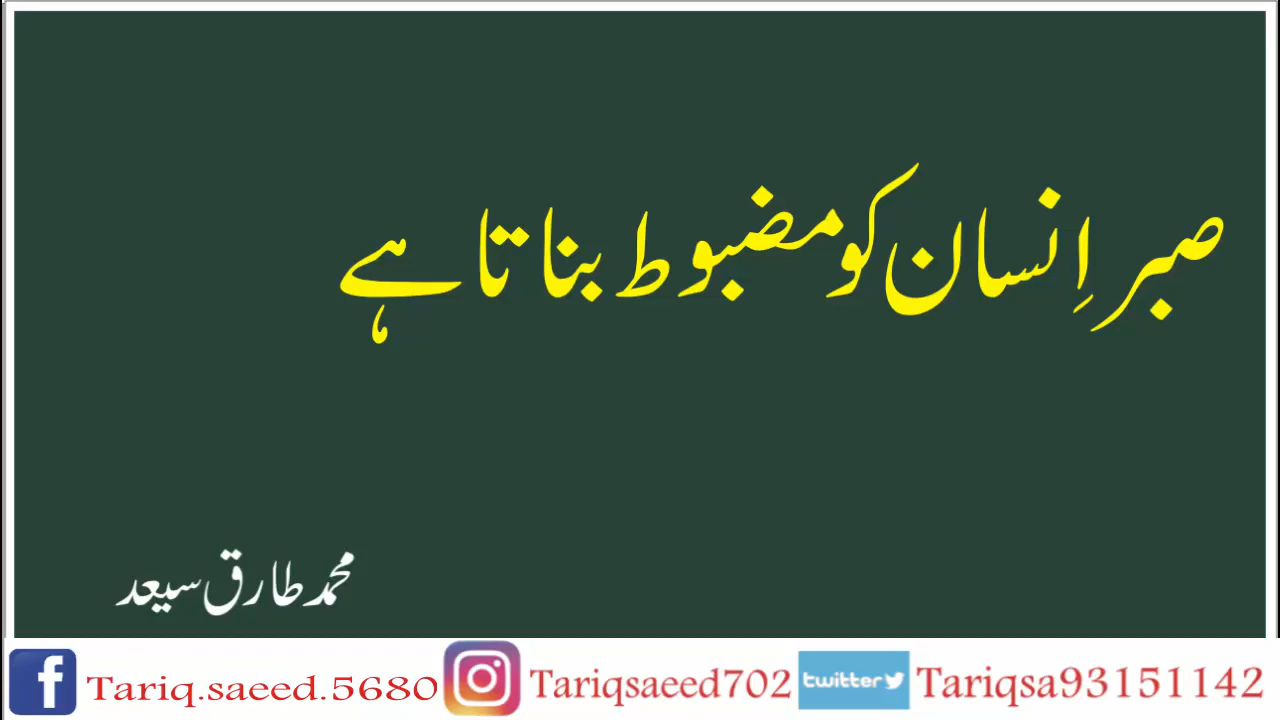 صبر اِنسان کو مضبوط بناتا ہے
محمد طارق سیعد
Tariq.saeed.5680 Tariqsaeed702 twitter Tariqsa93151142